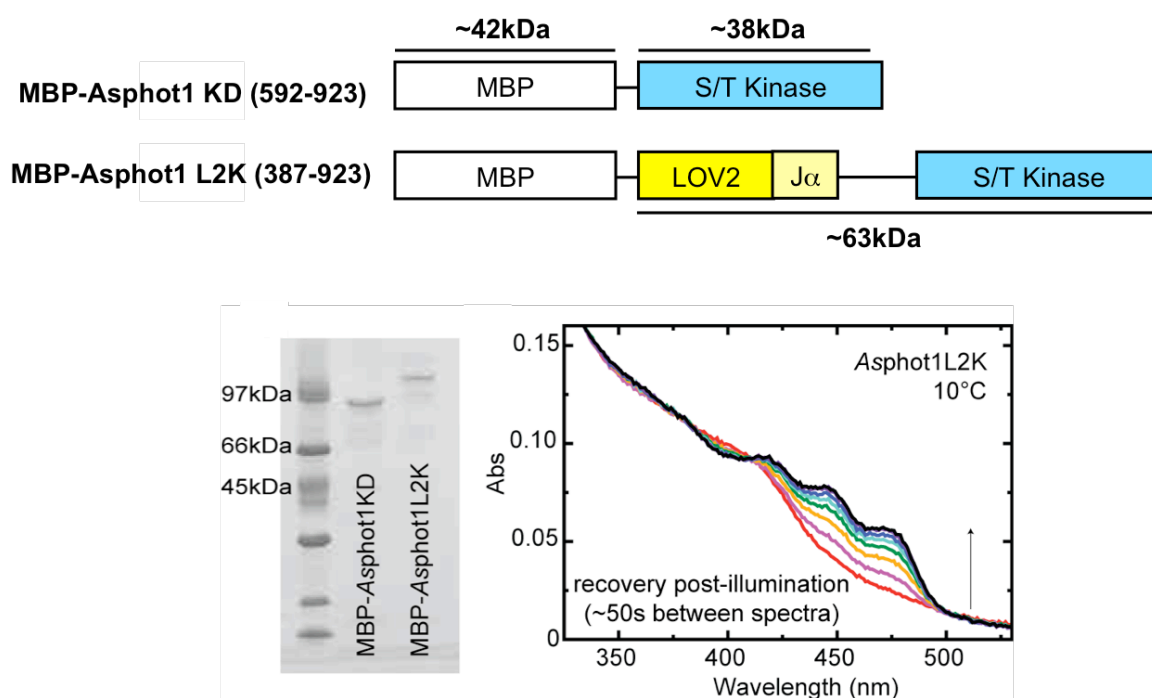 ~42kDa
~38kDa
MBP-Asphot1 KD (592-923)
MBP
S/T Kinase
MBP-Asphot1 L2K (387-923)
MBP
LOV2
Jα
S/T Kinase
~63kDa
97kDa
66kDa
45kDa
MBP-Asphot1KD
MBP-Asphot1L2K
Abs
0.15
0.10
0.05
0
Asphot1L2K
10°C
recovery post-illumination
(~50s between spectra)
350
400
450
500
Wavelength (nm)